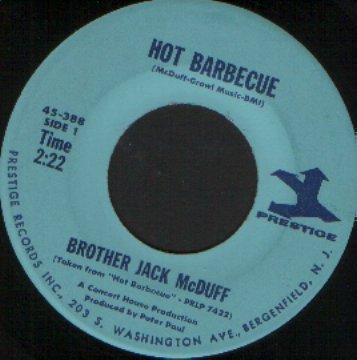 HOT BARBECUE
(McDuff-Growl Music-BMI)
45-388
SIDE 1
Time
2:22
PRESTIGE
BROTHER JACK McDUFF
(Taken from "Hot Barbecue" - PRLP 7422)
A Concert House Production
Produced by Peter Paul
PRESTIGE RECORDS INC., 203 S. WASHINGTON AVE., BERGENFIELD, N. J.